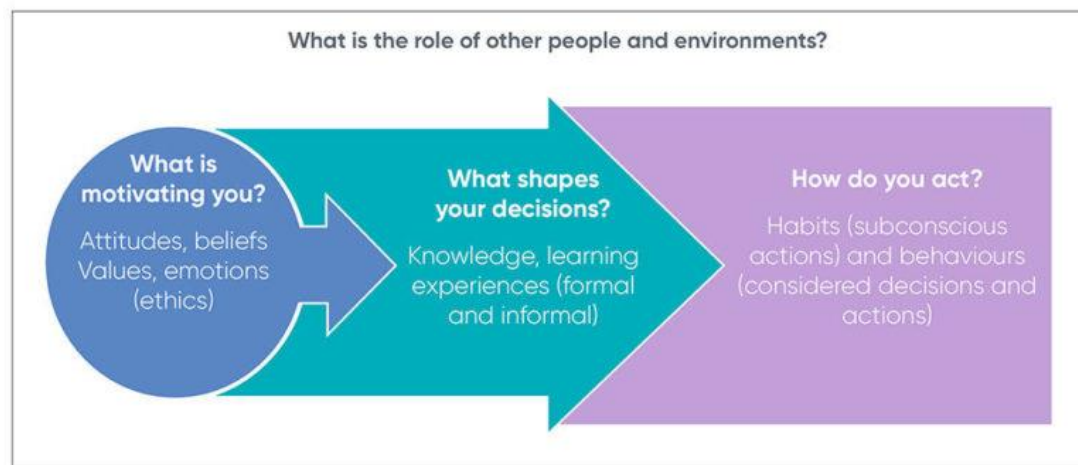 What is the role of other people and environments?
What is
motivating you?
Attitudes, beliefs
Values, emotions
(ethics)
What shapes
your decisions?
Knowledge, learning
experiences (formal
and informal)
How do you act?
Habits (subconscious
actions) and behaviours
(considered decisions and
actions)